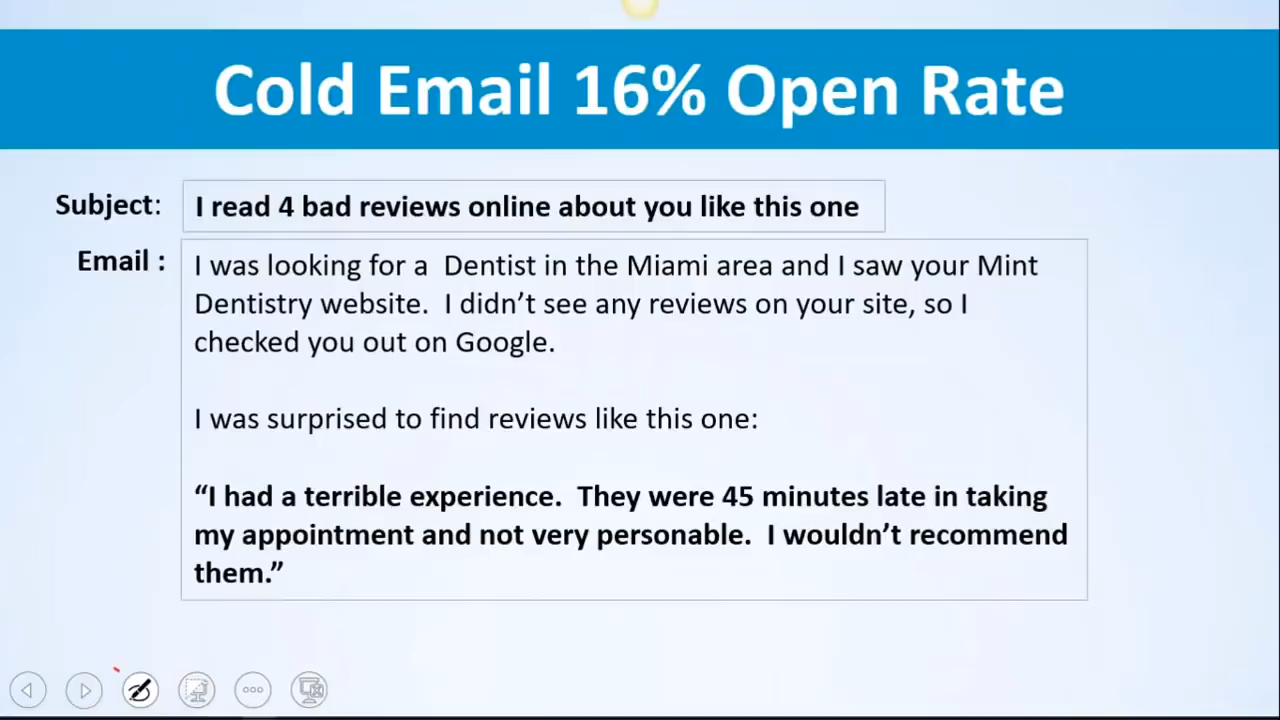 Cold Email 16% Open Rate
Subject: I read 4 bad reviews online about you like this one
Email : I was looking for a  Dentist in the Miami area and I saw your Mint
Dentistry website.  I didn’t see any reviews on your site, so I
checked you out on Google.
I was surprised to find reviews like this one:
“I had a terrible experience.  They were 45 minutes late in taking
my appointment and not very personable.  I wouldn’t recommend
them.”